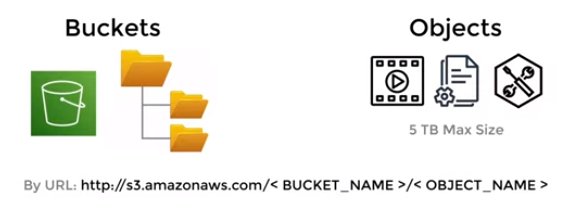 Buckets
Objects
5 TB Max Size
By URL: http://s3.amazonaws.com/< BUCKET_NAME >/< OBJECT_NAME >